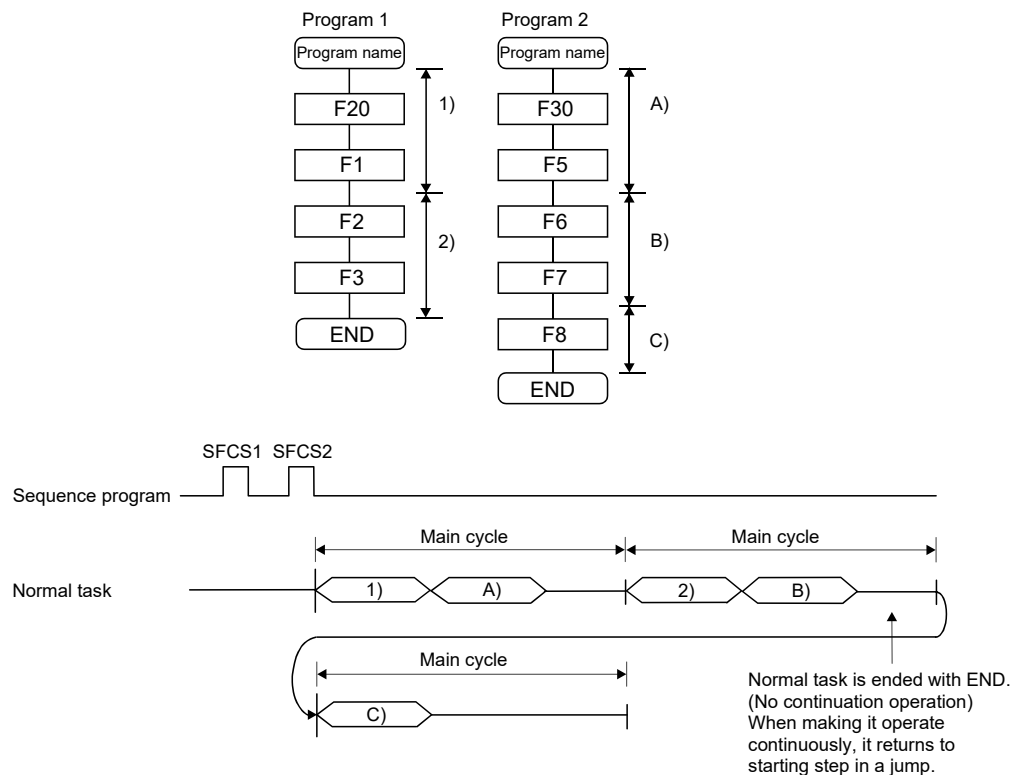 Program 1
Program 2
Program name
Program name
F20
1)
F30
A)
F1
F5
F2
2)
F6
B)
F3
F7
END
F8
C)
END
SFCS1 SFCS2
Sequence program
Main cycle
Main cycle
Normal task
1)
A)
2)
B)
Main cycle
C)
Normal task is ended with END.
(No continuation operation)
When making it operate
continuously, it returns to
starting step in a jump.